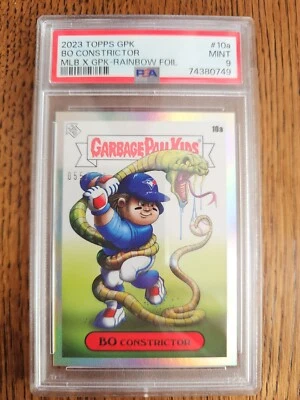 2023 TOPPS GPK #10a
BO CONSTRICTOR MINT
MLB X GPK-RAINBOW FOIL PSA 9
74380749
10a
GARBAGE PAIL KIDS
BO CONSTRICTOR